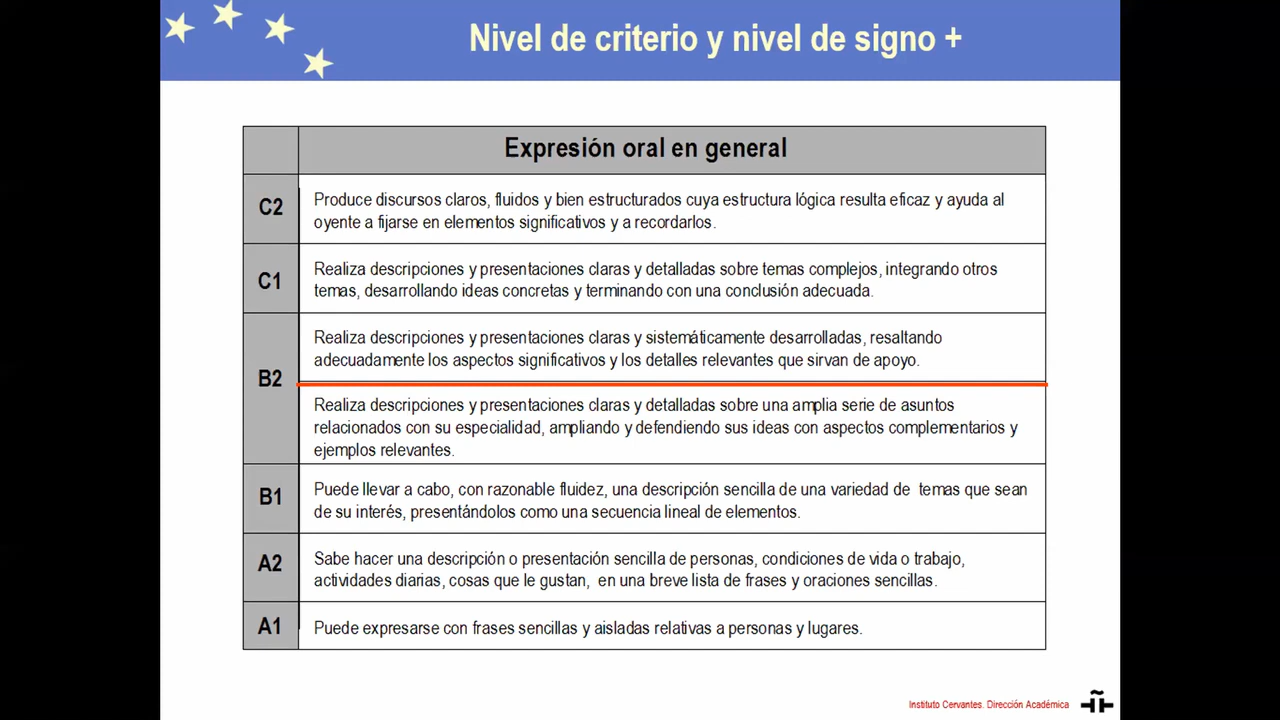 Nivel de criterio y nivel de signo +
Expresión oral en general
C2
Produce discursos claros, fluidos y bien estructurados cuya estructura lógica resulta eficaz y ayuda al
oyente a fijarse en elementos significativos y a recordarlos.
C1
Realiza descripciones y presentaciones claras y detalladas sobre temas complejos, integrando otros
temas, desarrollando ideas concretas y terminando con una conclusión adecuada.
B2
Realiza descripciones y presentaciones claras y sistemáticamente desarrolladas, resaltando
adecuadamente los aspectos significativos y los detalles relevantes que sirvan de apoyo.
Realiza descripciones y presentaciones claras y detalladas sobre una amplia serie de asuntos
relacionados con su especialidad, ampliando y defendiendo sus ideas con aspectos complementarios y
ejemplos relevantes.
B1
Puede llevar a cabo, con razonable fluidez, una descripción sencilla de una variedad de temas que sean
de su interés, presentándolos como una secuencia lineal de elementos.
A2
Sabe hacer una descripción o presentación sencilla de personas, condiciones de vida o trabajo,
actividades diarias, cosas que le gustan, en una breve lista de frases y oraciones sencillas.
A1
Puede expresarse con frases sencillas y aisladas relativas a personas y lugares.
Instituto Cervantes. Dirección Académica